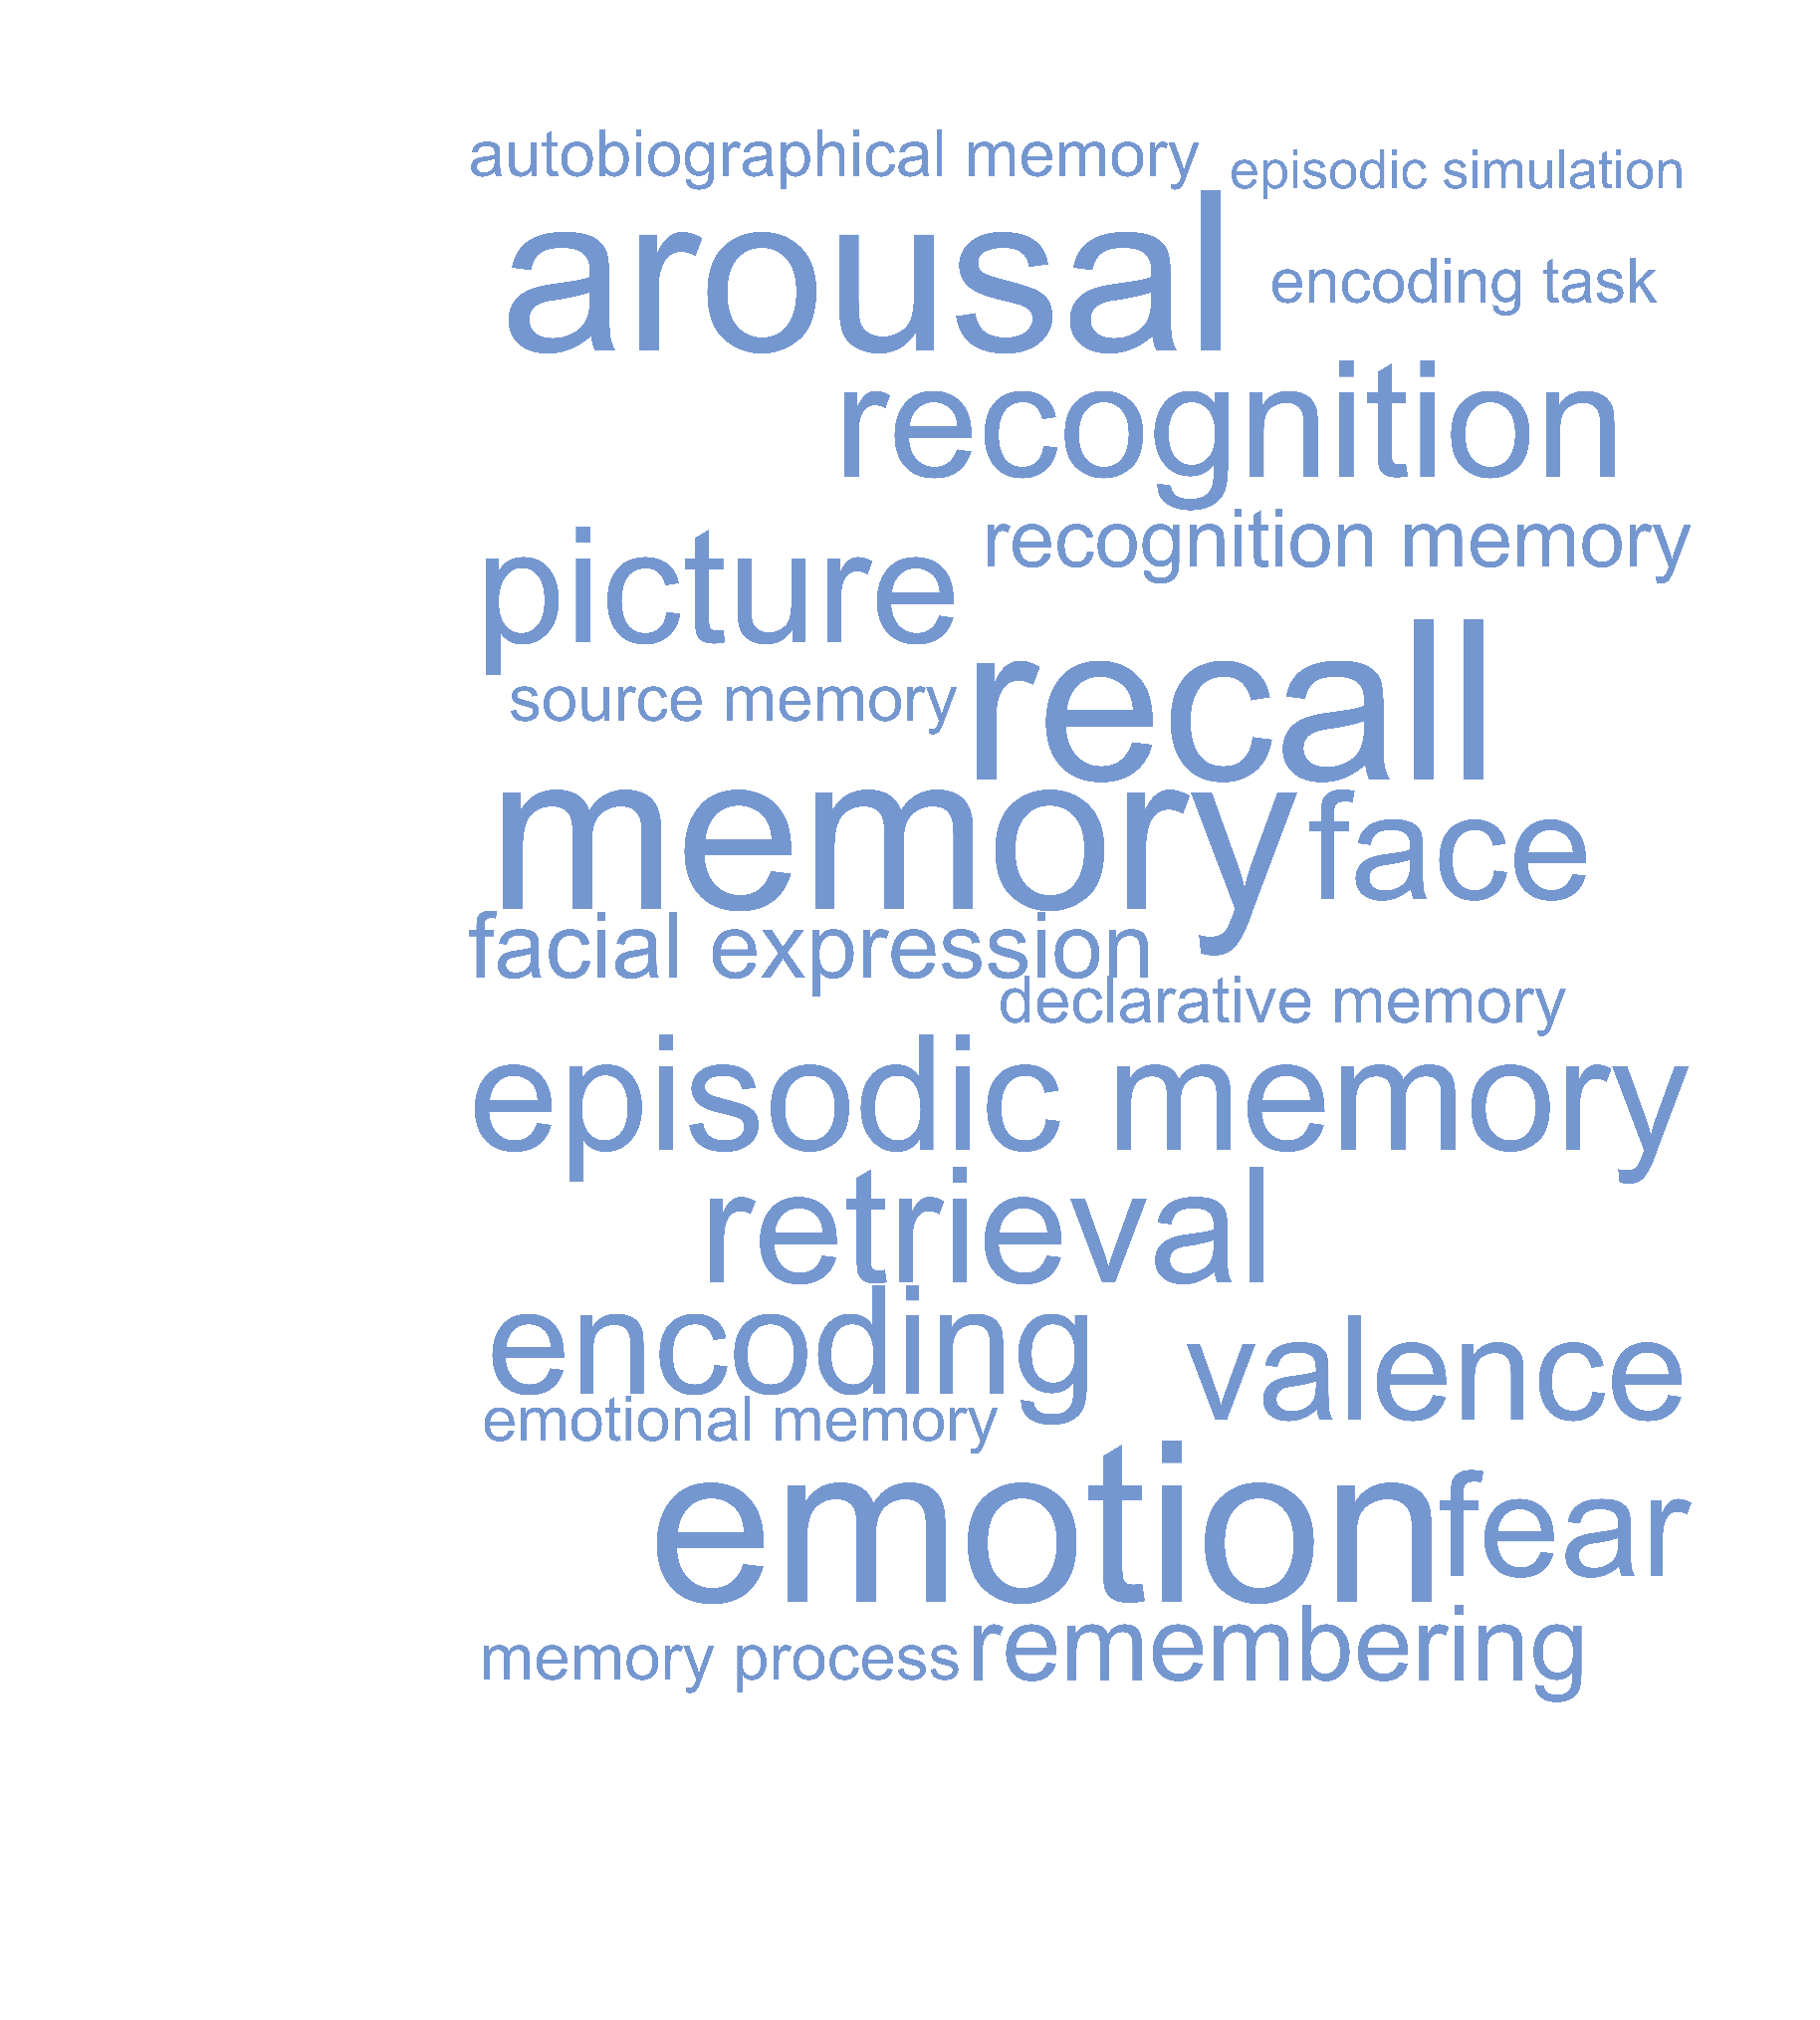 autobiographical memory episodic simulation
arousal
encoding task
recognition
recognition memory
picture
source memory
recall
memory face
facial expression
declarative memory
episodic memory
retrieval
encoding
valence
emotional memory
emotion fear
memory process remembering